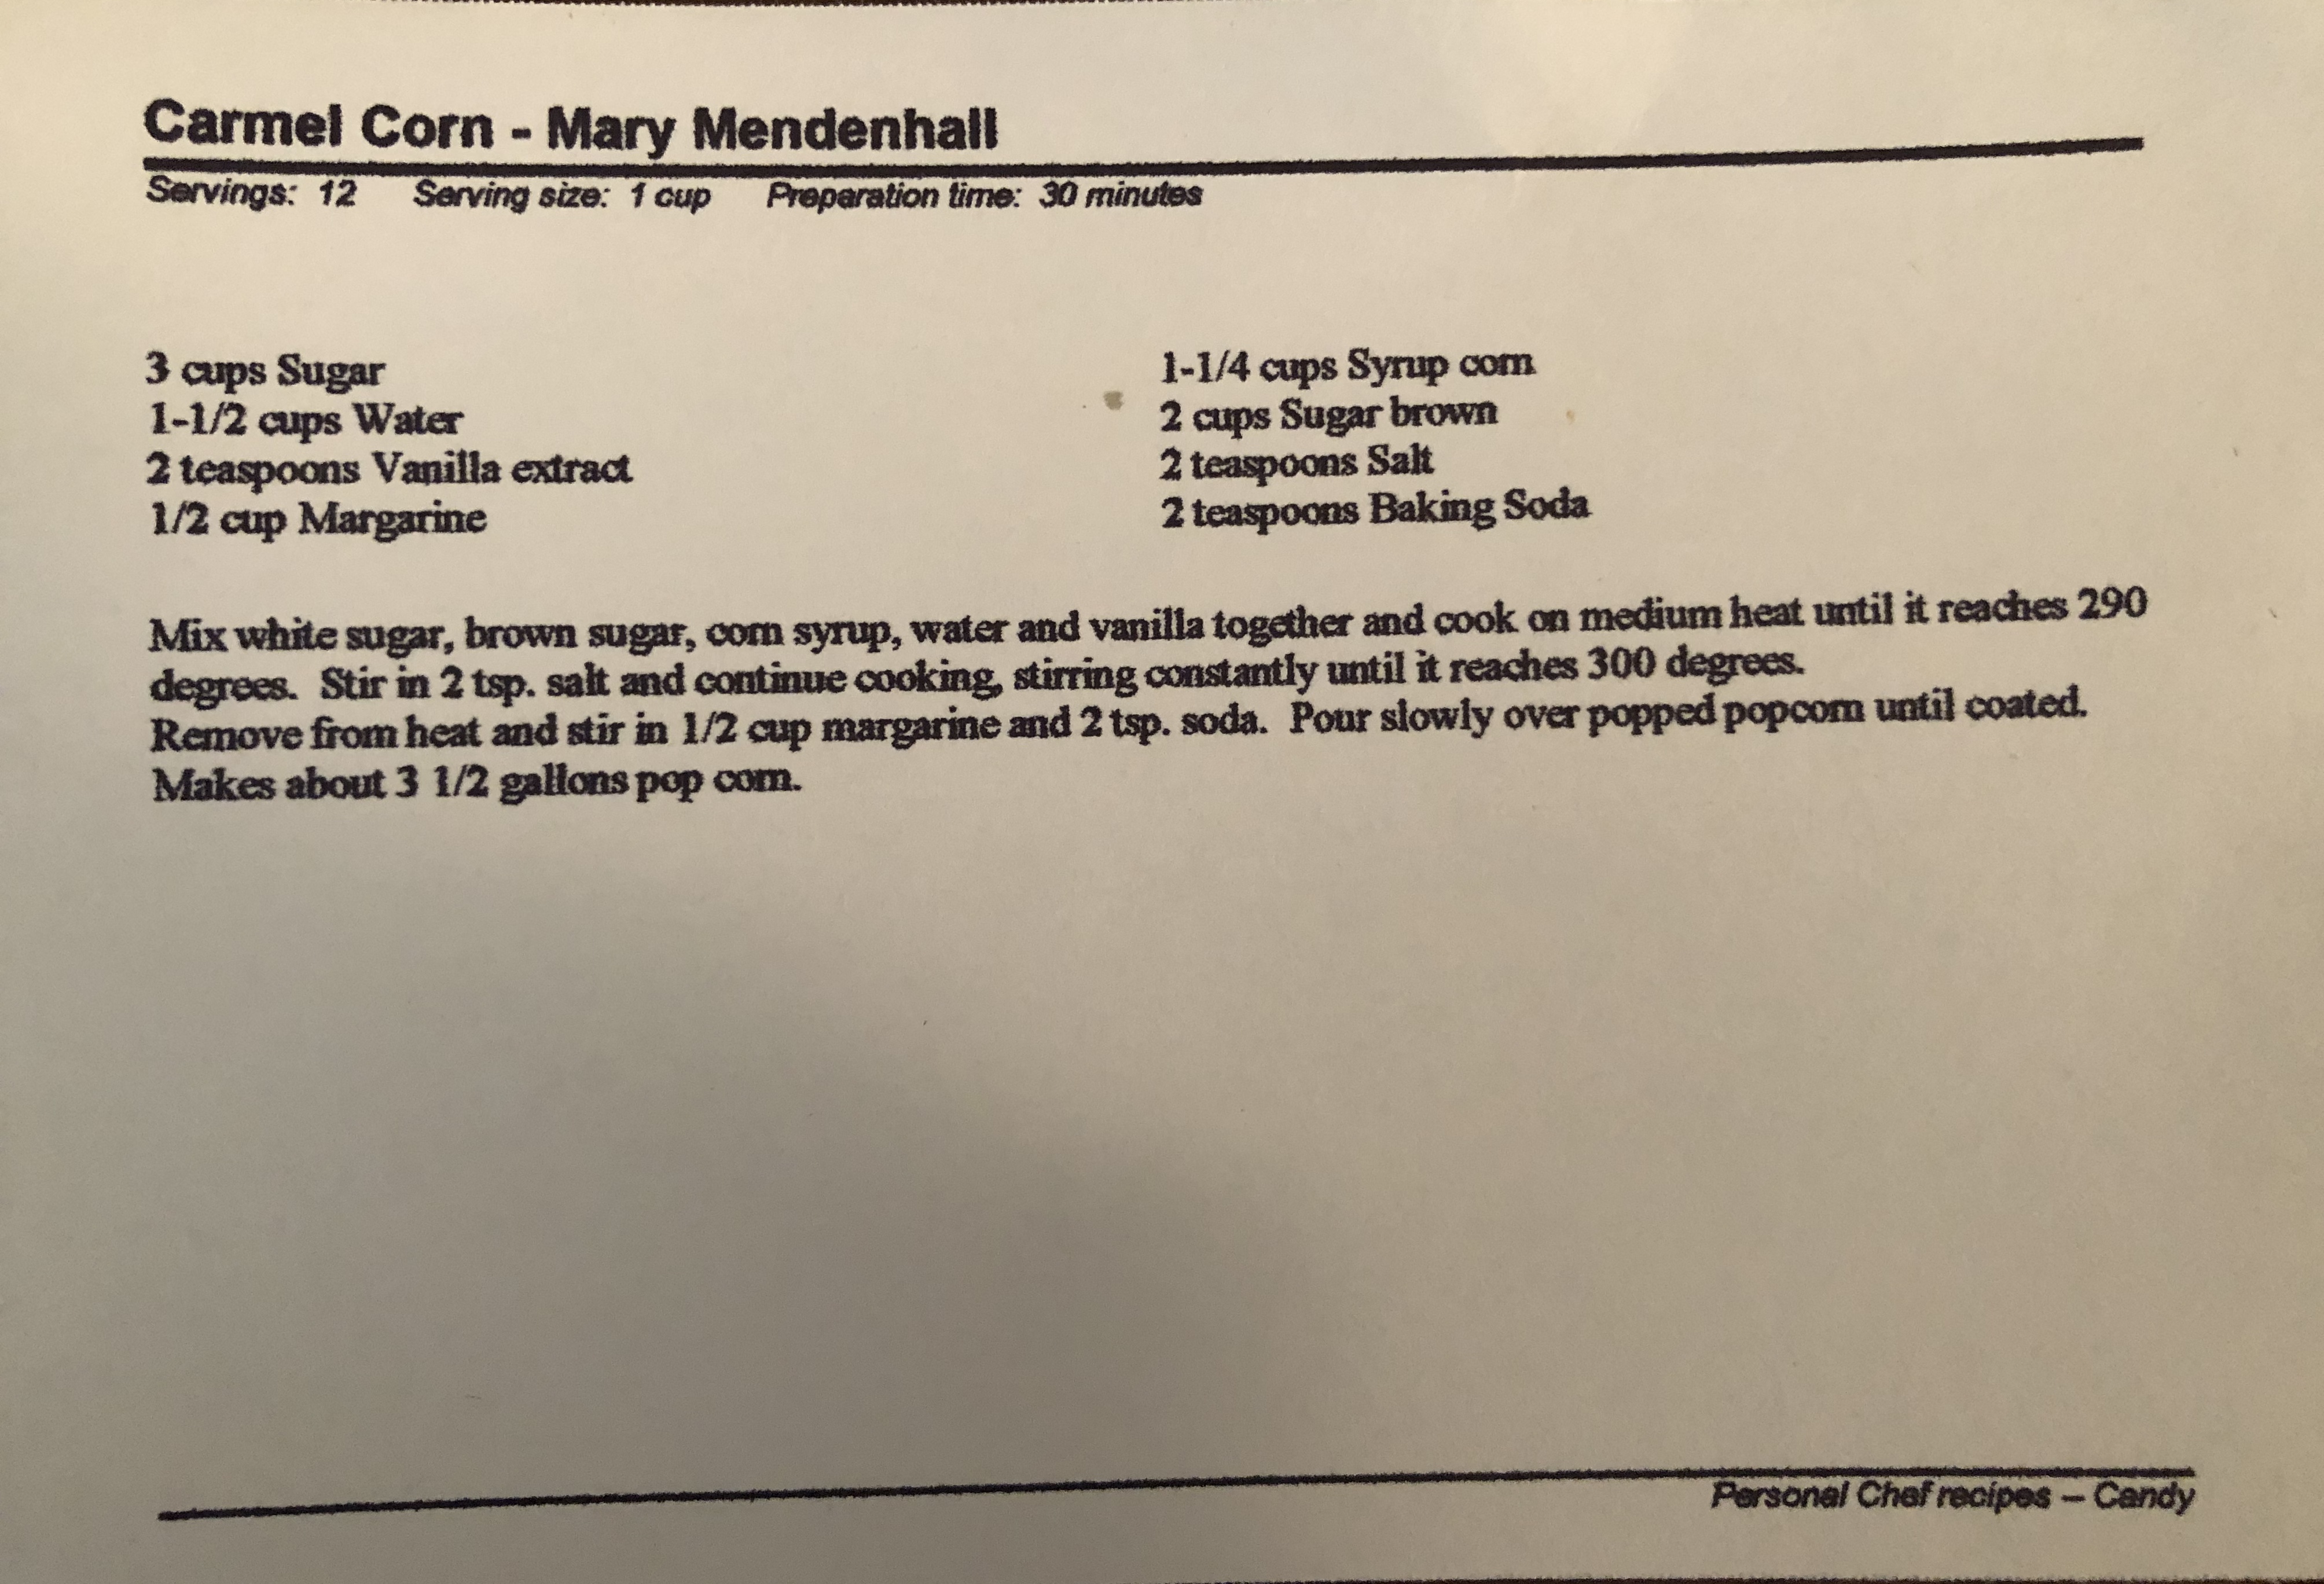 Carmel Corn - Mary Mendenhall
Servings: 12 Serving size: 1 cup Preparation time: 30 minutes
3 cups Sugar
1-1/2 cups Water
2 teaspoons Vanilla extract
1/2 cup Margarine
1-1/4 cups Syrup corn
2 cups Sugar brown
2 teaspoons Salt
2 teaspoons Baking Soda
Mix white sugar, brown sugar, corn syrup, water and vanilla together and cook on medium heat until it reaches 290
degrees. Stir in 2 tsp. salt and continue cooking, stirring constantly until it reaches 300 degrees.
Remove from heat and stir in 1/2 cup margarine and 2 tsp. soda. Pour slowly over popped popcorn until coated.
Makes about 3 1/2 gallons pop corn.
Personal Chef recipes – Candy